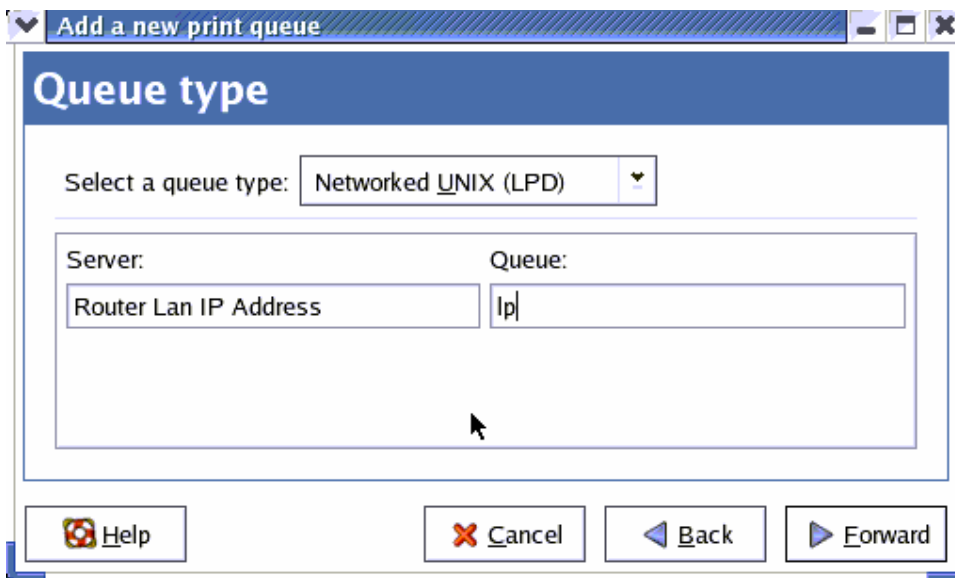 Add a new print queue
Queue type
Select a queue type: Networked UNIX (LPD)
Server: Queue:
Router Lan IP Address lp
Help Cancel Back Forward